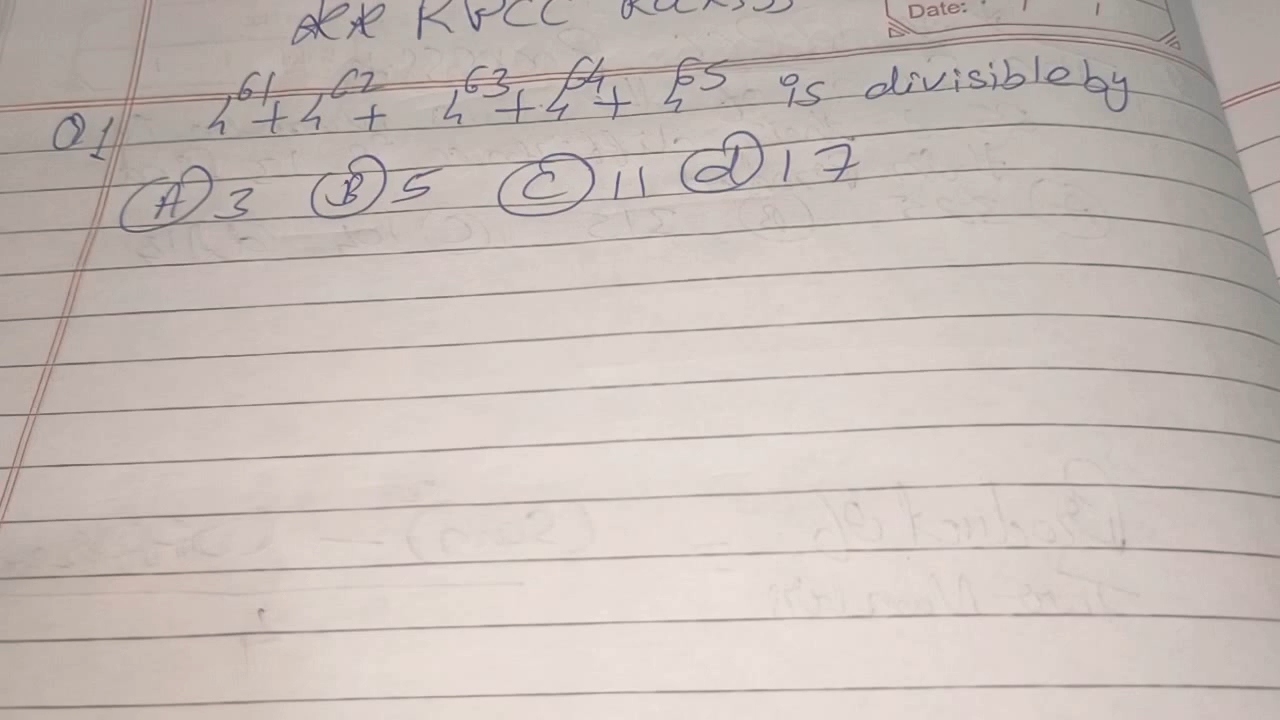 Date:
Q1 4^61 + 4^62 + 4^63 + 4^64 + 4^65 is divisible by
(A) 3 (B) 5 (C) 11 (d) 17